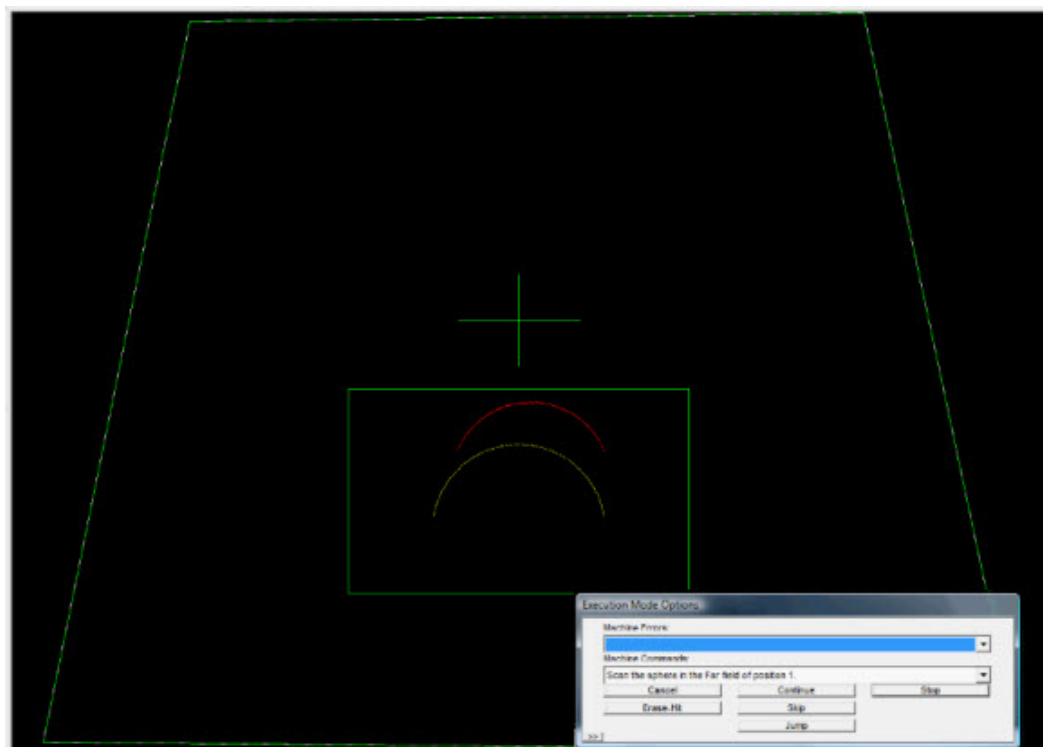 Execution Mode Options
Machine Errors:
Machine Commands:
Scan the sphere in the Far field of position 1.
Cancel
Continue
Stop
Erase Hit
Skip
Jump
>>